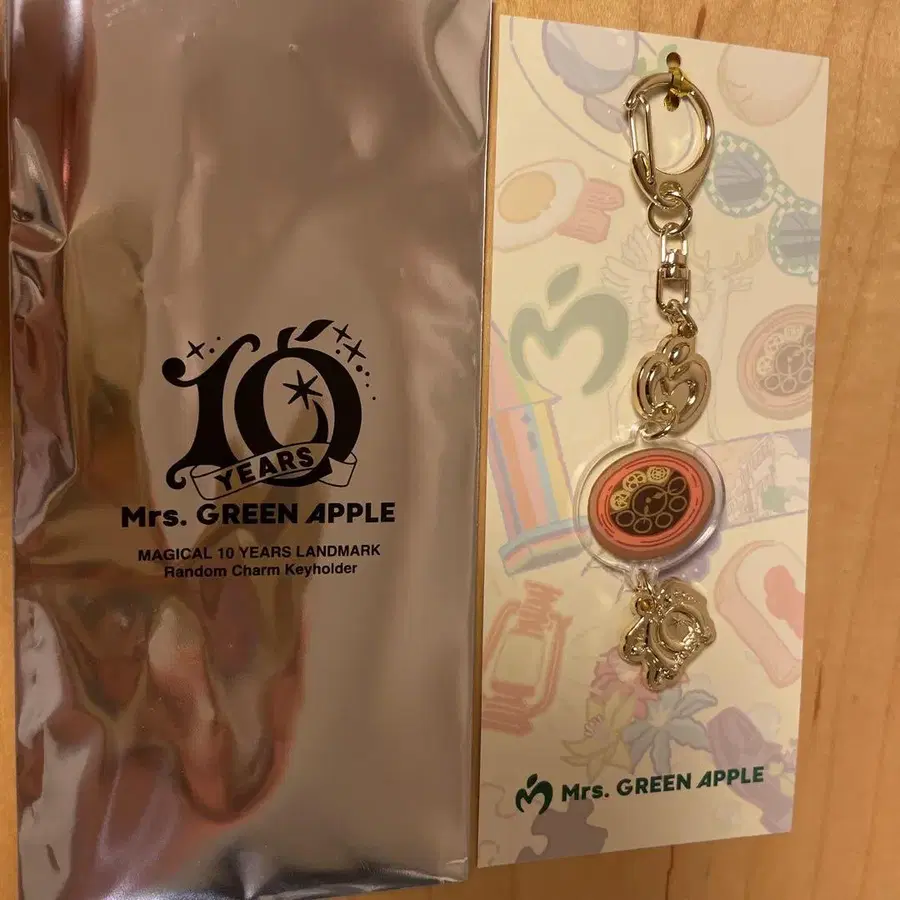 10
YEARS
Mrs. GREEN APPLE
MAGICAL 10 YEARS LANDMARK
Random Charm Keyholder
Mrs. GREEN APPLE